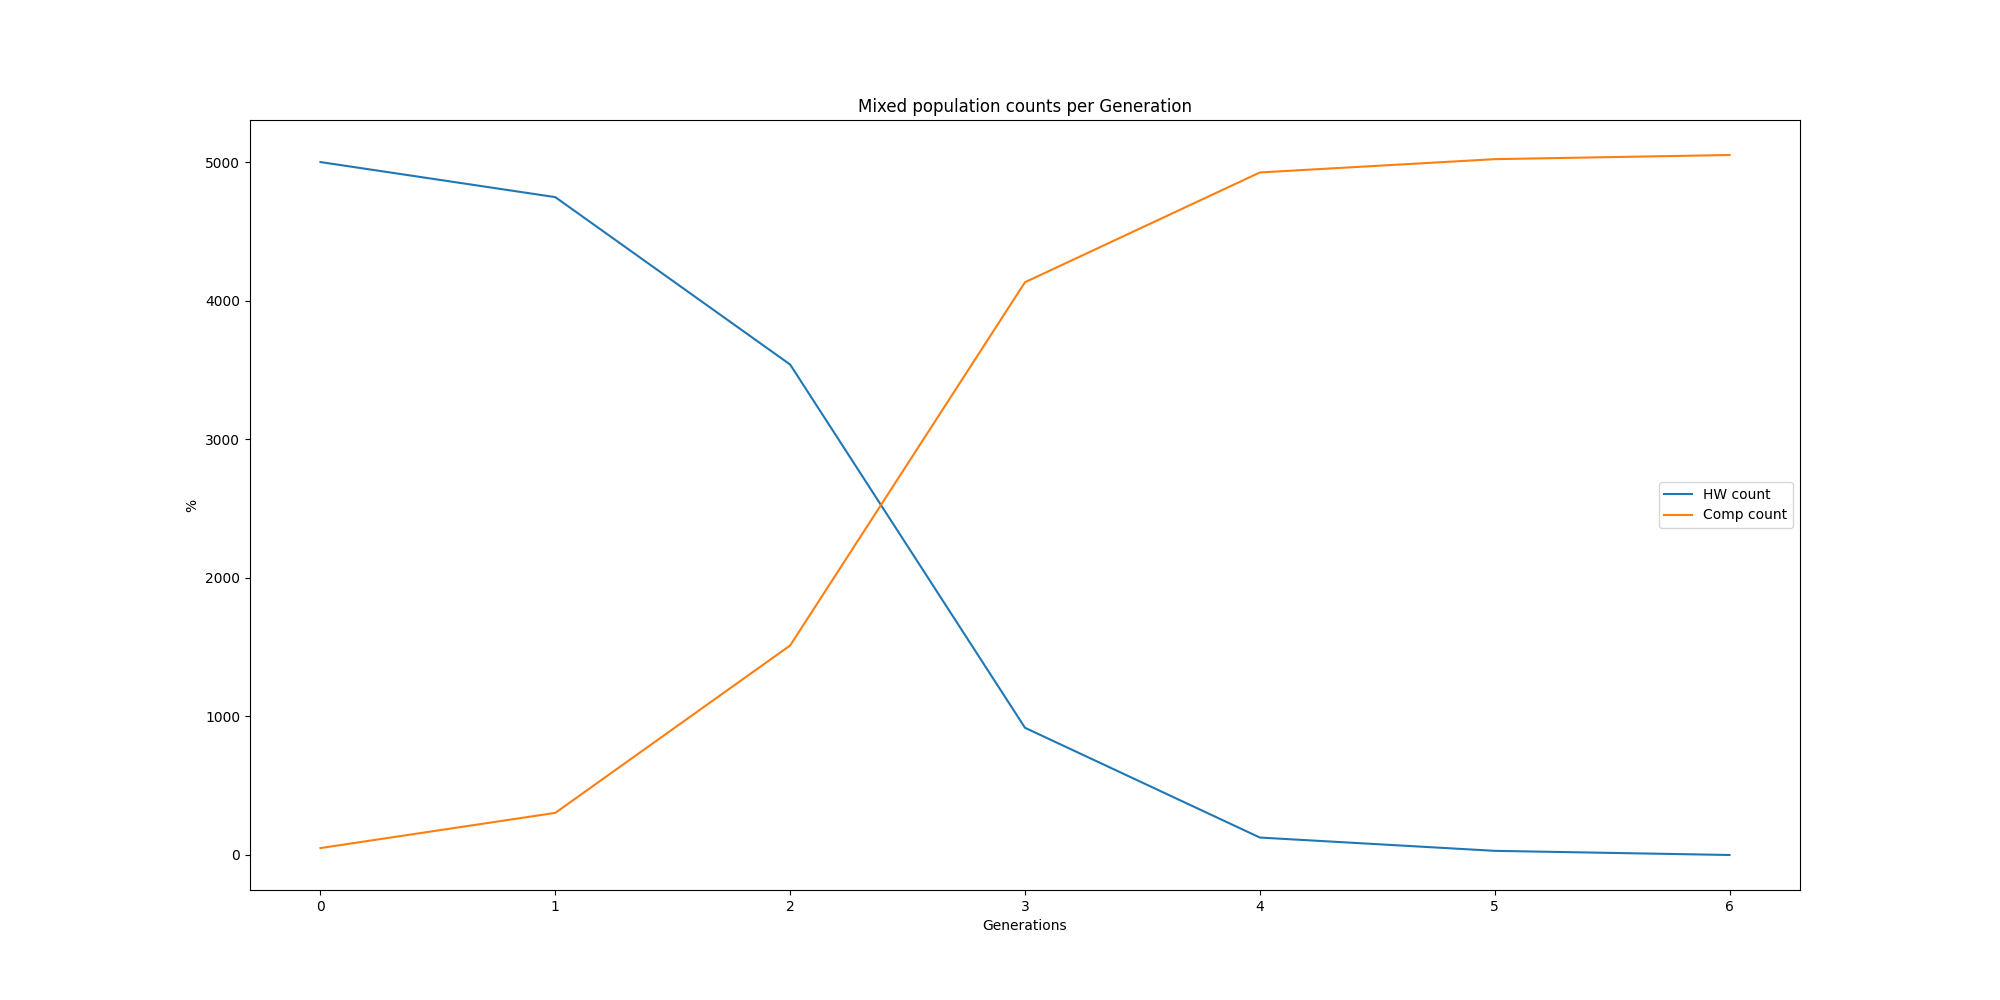 Mixed population counts per Generation
5000
4000
3000
2000
1000
0
%
HW count
Comp count
0 1 2 3 4 5 6
Generations